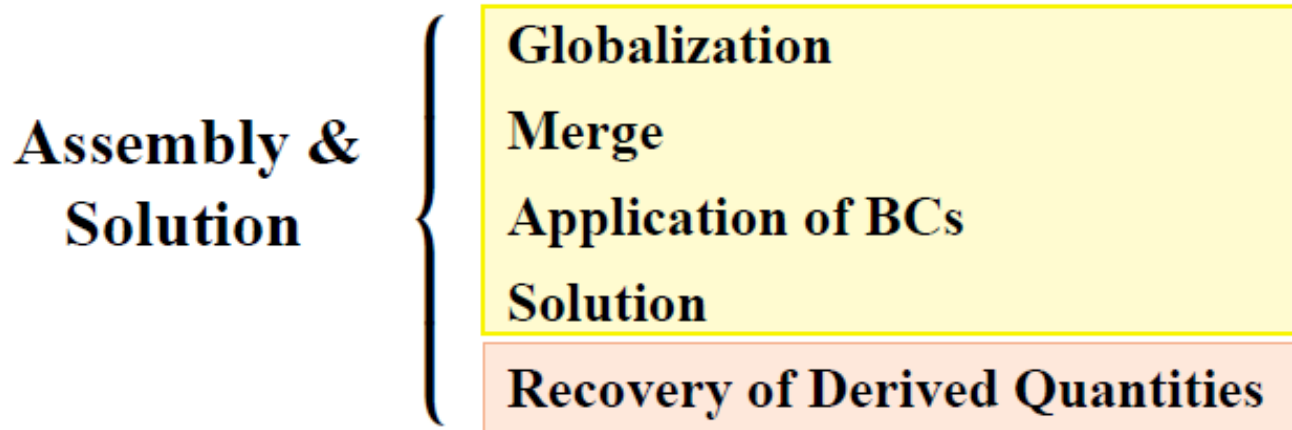 Assembly &
Solution
Globalization
Merge
Application of BCs
Solution
Recovery of Derived Quantities